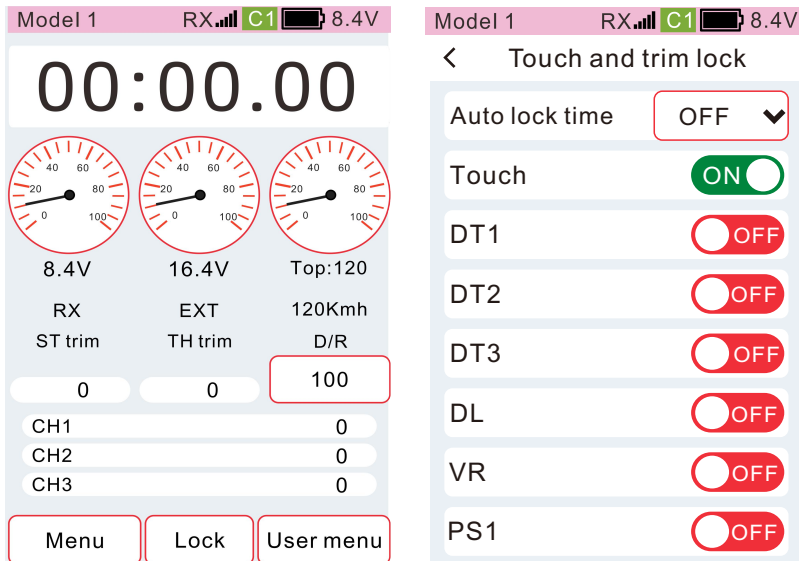 Model 1 RX C1 8.4V
00:00.00
40 60 40 60 40 60
20 80 20 80 20 80
0 100 0 100 0 100
8.4V 16.4V Top:120
RX EXT 120Kmh
ST trim TH trim D/R
0 0 100
CH1 0
CH2 0
CH3 0
Menu Lock User menu
Model 1 RX C1 8.4V
< Touch and trim lock
Auto lock time OFF
Touch ON
DT1 OFF
DT2 OFF
DT3 OFF
DL OFF
VR OFF
PS1 OFF